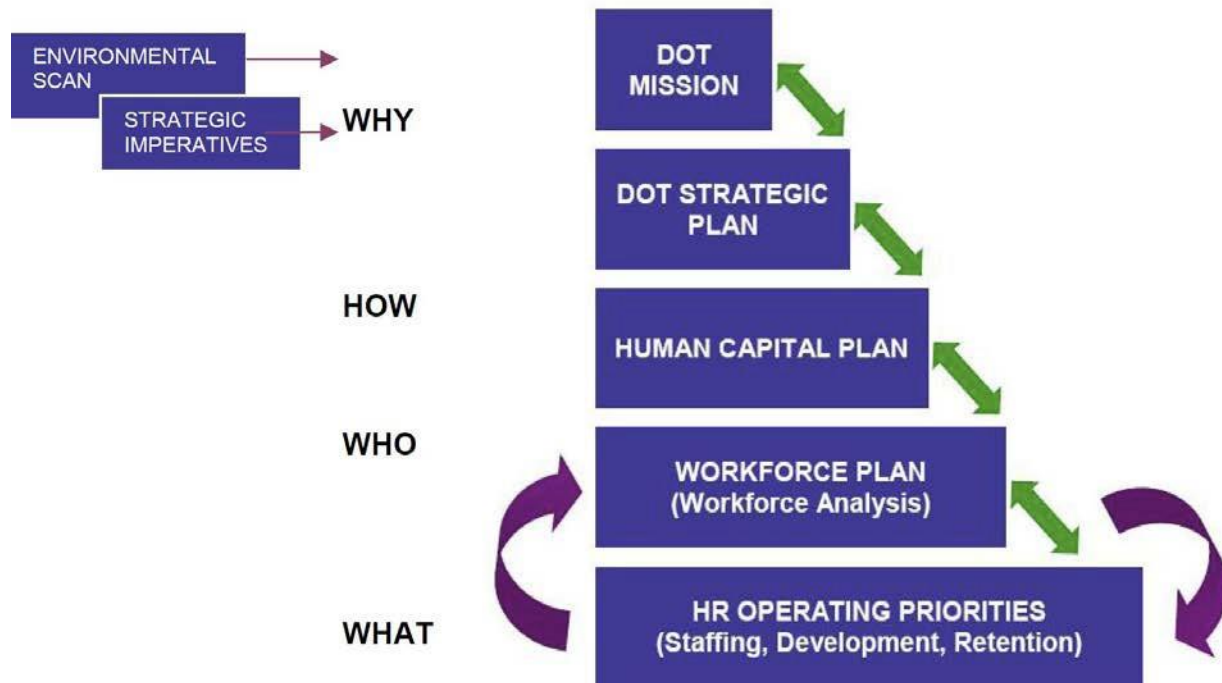 ENVIRONMENTAL
SCAN
STRATEGIC
IMPERATIVES
WHY
HOW
WHO
WHAT
DOT
MISSION
DOT STRATEGIC
PLAN
HUMAN CAPITAL PLAN
WORKFORCE PLAN
(Workforce Analysis)
HR OPERATING PRIORITIES
(Staffing, Development, Retention)